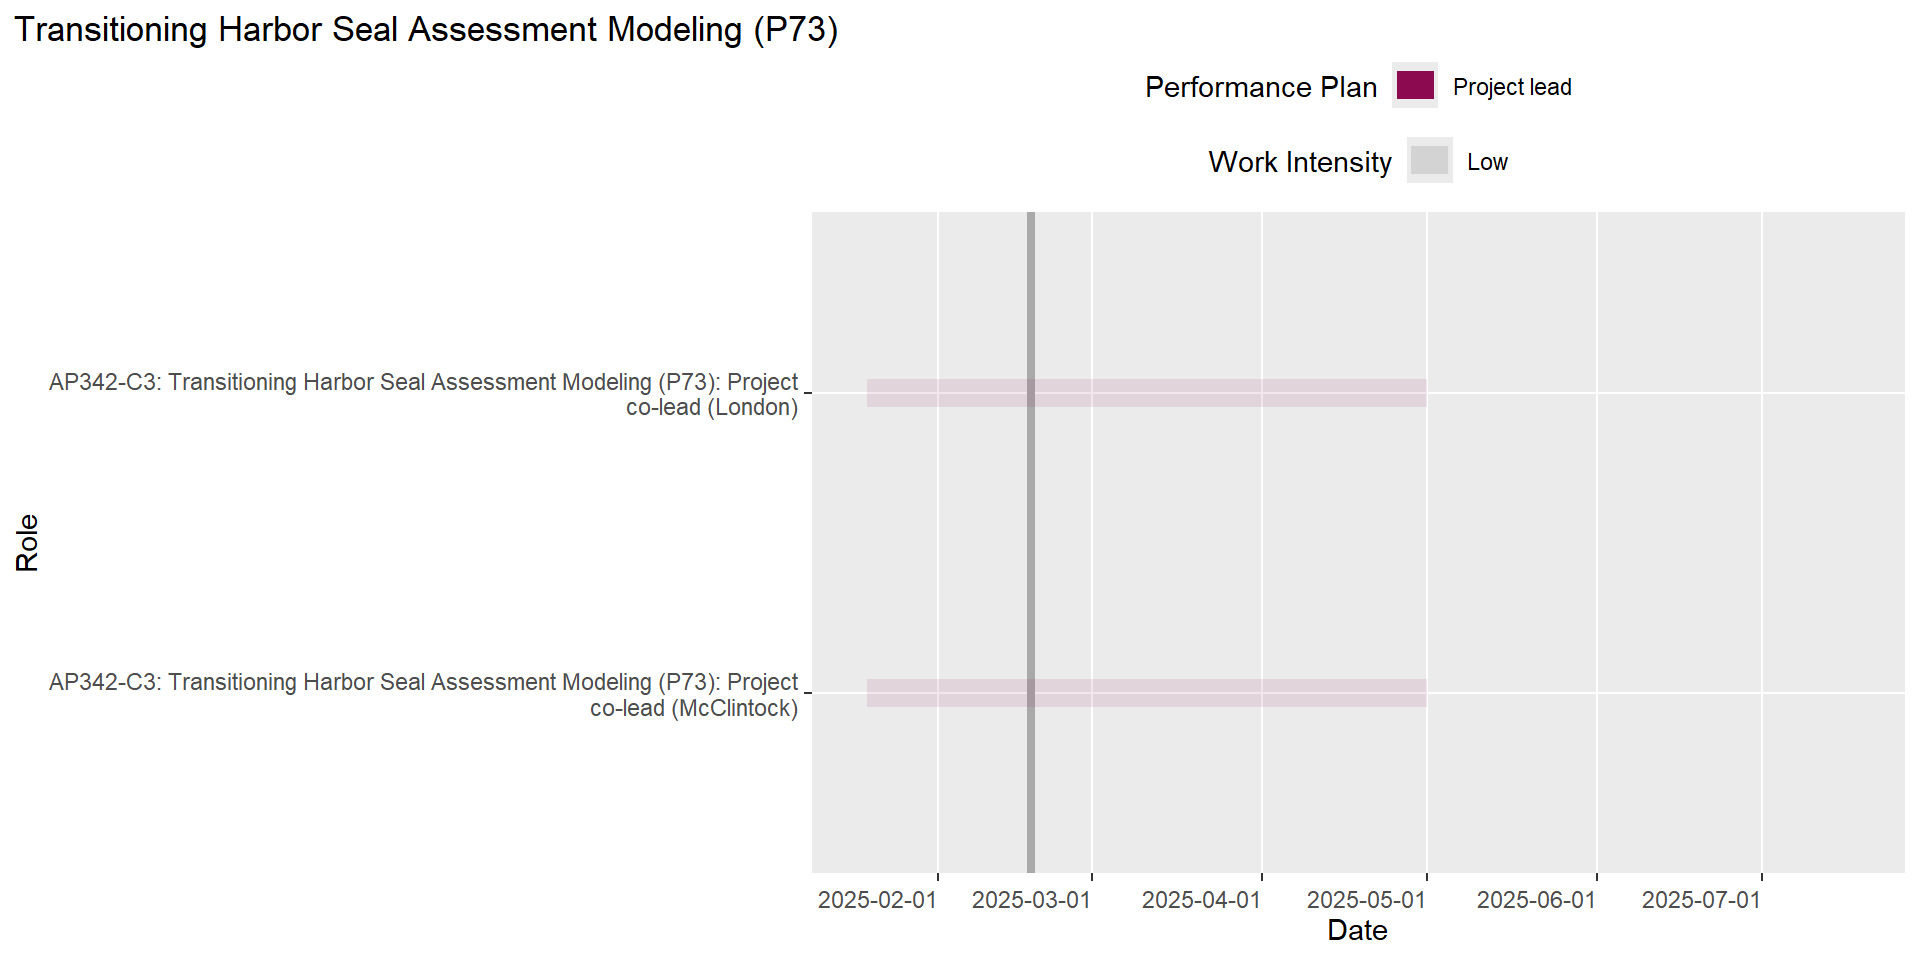 Transitioning Harbor Seal Assessment Modeling (P73)
Performance Plan Project lead
Work Intensity Low
AP342-C3: Transitioning Harbor Seal Assessment Modeling (P73): Project
co-lead (London)
Role
AP342-C3: Transitioning Harbor Seal Assessment Modeling (P73): Project
co-lead (McClintock)
2025-02-01 2025-03-01 2025-04-01 2025-05-01 2025-06-01 2025-07-01
Date